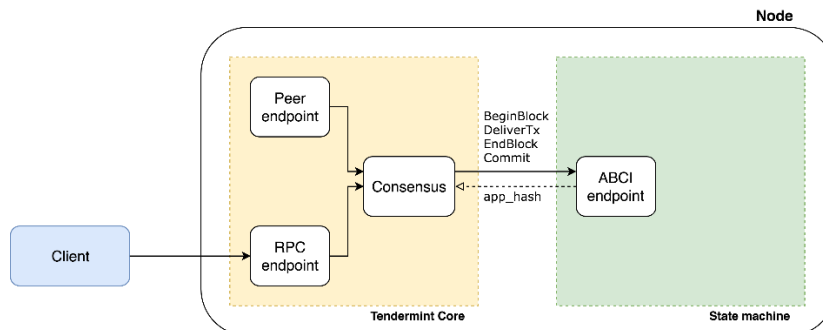 Node
Peer
endpoint
BeginBlock
DeliverTx
EndBlock
Commit
Consensus
ABCI
endpoint
app_hash
Client
RPC
endpoint
Tendermint Core
State machine